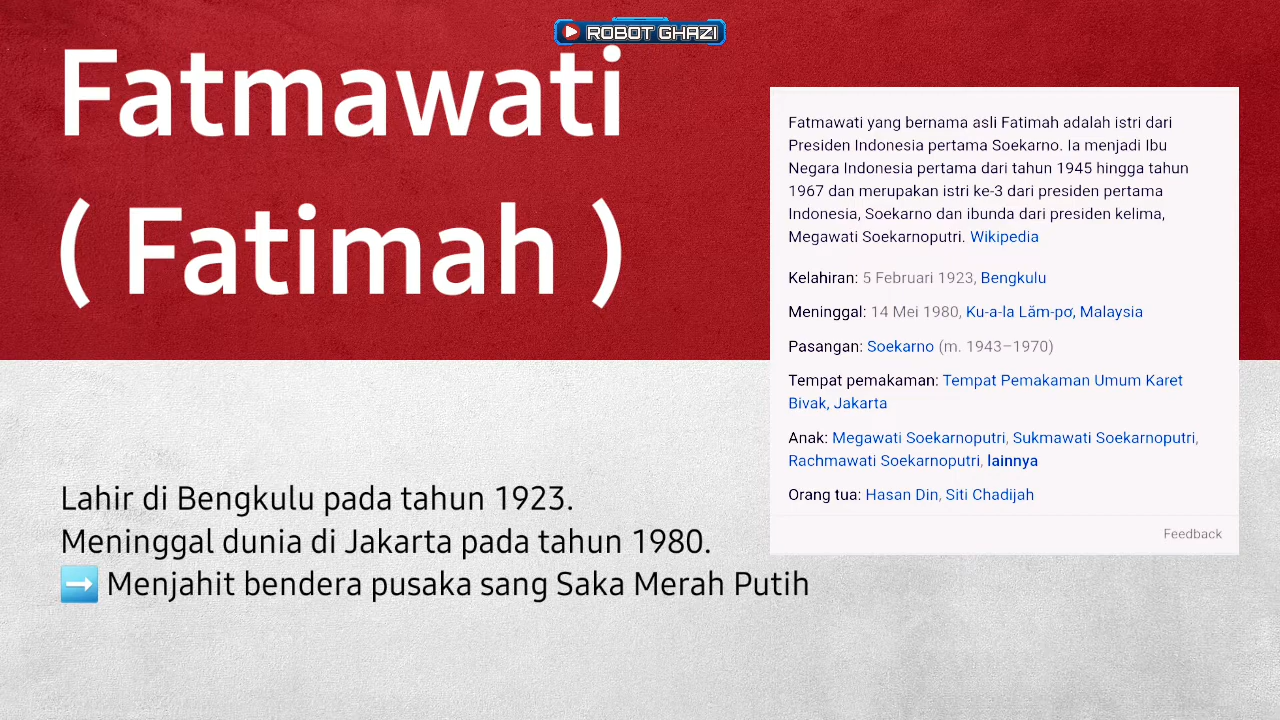 ROBOT GHAZI
Fatmawati
( Fatimah )
Fatmawati yang bernama asli Fatimah adalah istri dari
Presiden Indonesia pertama Soekarno. Ia menjadi Ibu
Negara Indonesia pertama dari tahun 1945 hingga tahun
1967 dan merupakan istri ke-3 dari presiden pertama
Indonesia, Soekarno dan ibunda dari presiden kelima,
Megawati Soekarnoputri. Wikipedia
Kelahiran: 5 Februari 1923, Bengkulu
Meninggal: 14 Mei 1980, Ku-a-la Lăm-pơ, Malaysia
Pasangan: Soekarno (m. 1943–1970)
Tempat pemakaman: Tempat Pemakaman Umum Karet
Bivak, Jakarta
Anak: Megawati Soekarnoputri, Sukmawati Soekarnoputri,
Rachmawati Soekarnoputri, lainnya
Orang tua: Hasan Din, Siti Chadijah
Feedback
Lahir di Bengkulu pada tahun 1923.
Meninggal dunia di Jakarta pada tahun 1980.
➡️ Menjahit bendera pusaka sang Saka Merah Putih